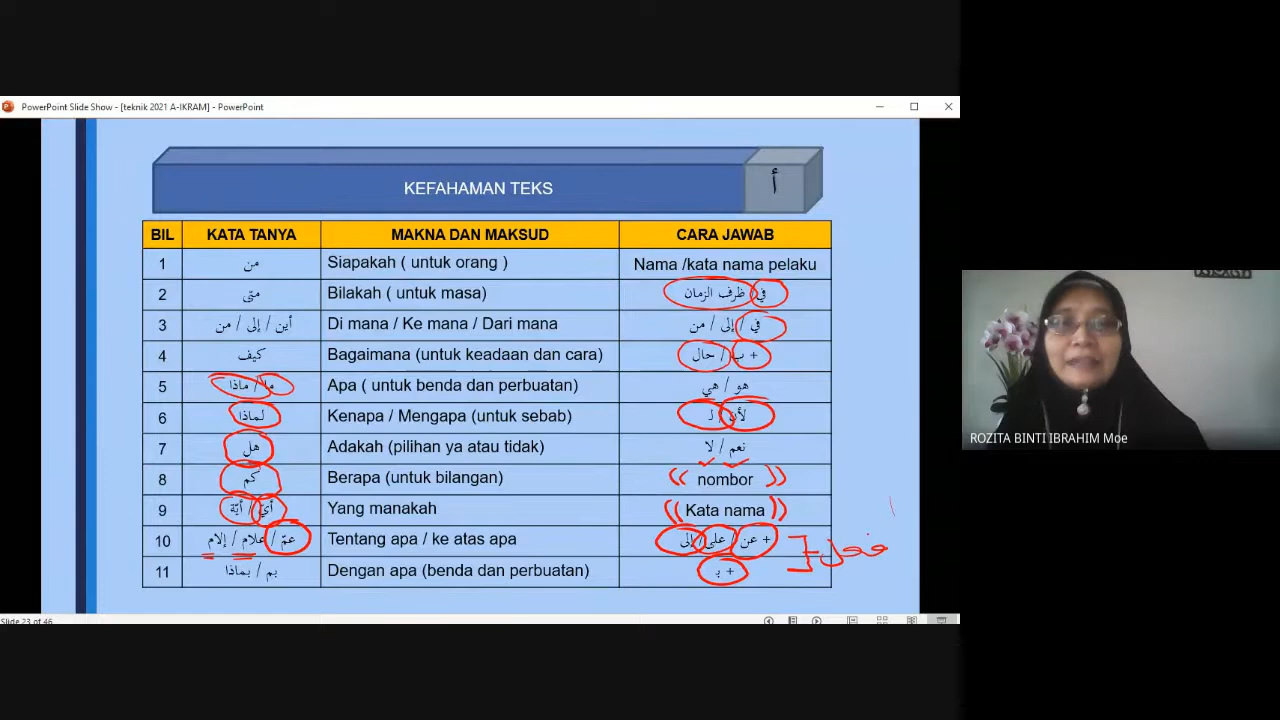 PowerPoint Slide Show - [teknik 2021 A-IKRAM] - PowerPoint
KEFAHAMAN TEKS أ
BIL KATA TANYA MAKNA DAN MAKSUD CARA JAWAB
1 من Siapakah ( untuk orang ) Nama /kata nama pelaku
2 متى Bilakah ( untuk masa) في / ظرف الزمان
3 أين / إلى / من Di mana / Ke mana / Dari mana في / إلى / من
4 كيف Bagaimana (untuk keadaan dan cara) + ب / حال
5 ما / ماذا Apa ( untuk benda dan perbuatan) هو / هي
6 لماذا Kenapa / Mengapa (untuk sebab) لأن / لـ
7 هل Adakah (pilihan ya atau tidak) نعم / لا
8 كم Berapa (untuk bilangan) (( nombor ))
9 أيّ / أيّة Yang manakah (( Kata nama ))
10 عمّ / علام / إلام Tentang apa / ke atas apa + عن / على / إلى
11 بم / بماذا Dengan apa (benda dan perbuatan) + بـ
Slide 23 of 46
ROZITA BINTI IBRAHIM Moe